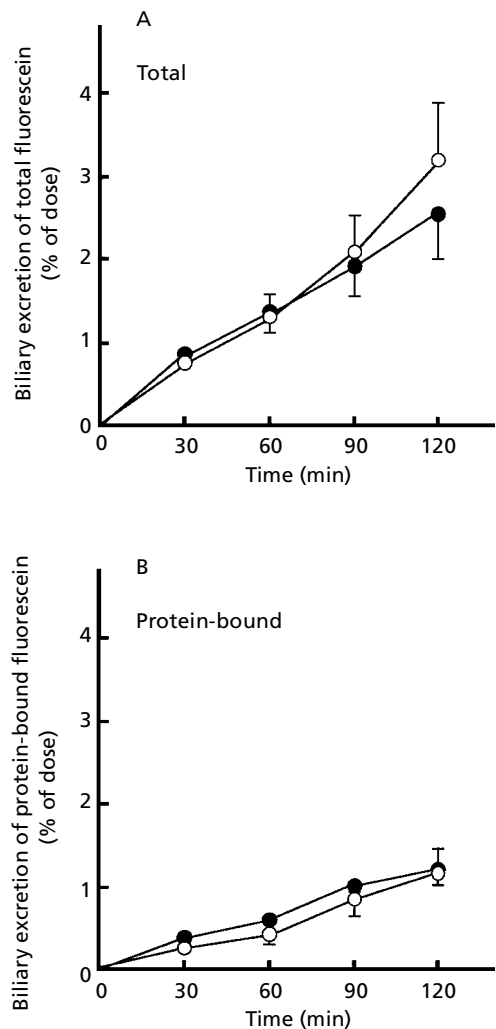 A
Total
Biliary excretion of total fluorescein
(% of dose)
4
3
2
1
0
0 30 60 90 120
Time (min)
B
Protein-bound
Biliary excretion of protein-bound fluorescein
(% of dose)
4
3
2
1
0
0 30 60 90 120
Time (min)